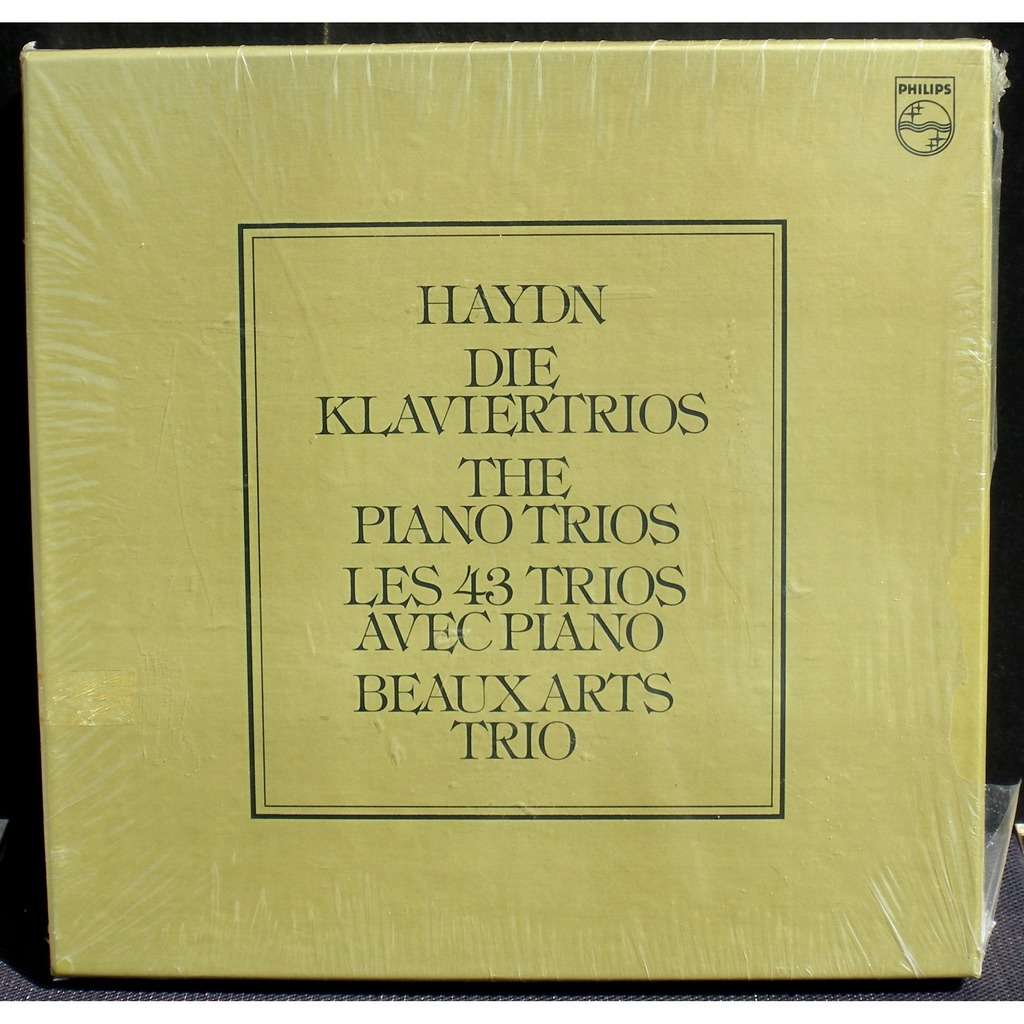 PHILIPS
HAYDN
DIE
KLAVIERTRIOS
THE
PIANO TRIOS
LES 43 TRIOS
AVEC PIANO
BEAUX ARTS
TRIO